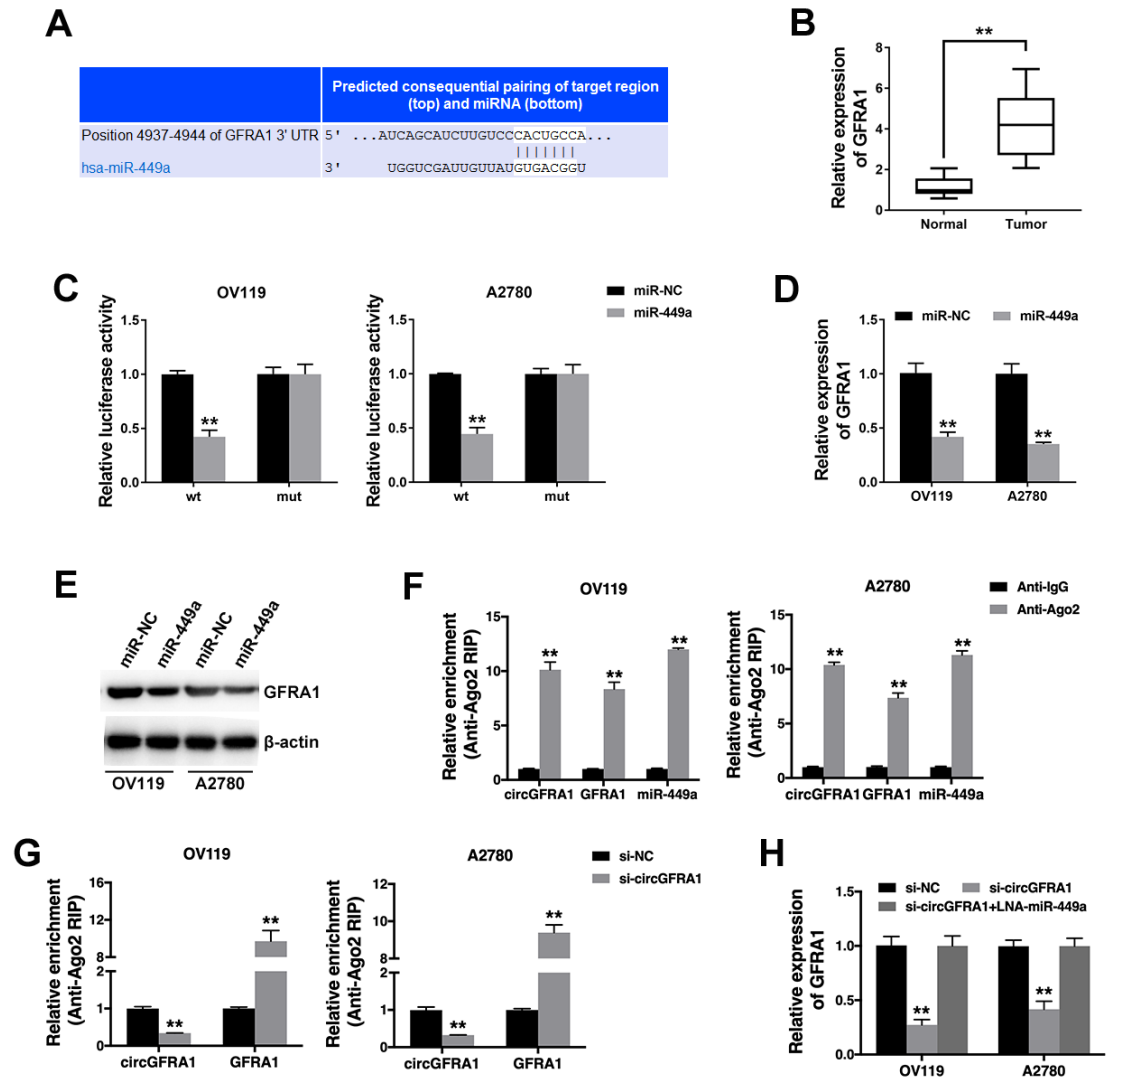 A
Predicted consequential pairing of target region
(top) and miRNA (bottom)
Position 4937-4944 of GFRA1 3' UTR 5' ...AUCAGCAUCUUGUCCCACUGCCA...
hsa-miR-449a 3' UGGUCGAUUGUUAUGUGACGGU
B
Relative expression
of GFRA1
8
6
4
2
0
**
Normal Tumor
C
OV119
Relative luciferase activity
1.5
1.0
0.5
0.0
**
wt mut
A2780
Relative luciferase activity
1.5
1.0
0.5
0.0
**
wt mut
miR-NC
miR-449a
D
Relative expression
of GFRA1
1.5
1.0
0.5
0.0
miR-NC miR-449a
** **
OV119 A2780
E
miR-NC miR-449a miR-NC miR-449a
GFRA1
β-actin
OV119 A2780
F
OV119
Relative enrichment
(Anti-Ago2 RIP)
15
10
5
0
** ** **
circGFRA1 GFRA1 miR-449a
A2780
Relative enrichment
(Anti-Ago2 RIP)
15
10
5
0
** ** **
circGFRA1 GFRA1 miR-449a
Anti-IgG
Anti-Ago2
G
OV119
Relative enrichment
(Anti-Ago2 RIP)
16
12
8
2
1
0
** **
circGFRA1 GFRA1
A2780
Relative enrichment
(Anti-Ago2 RIP)
12
8
4
2
1
0
** **
circGFRA1 GFRA1
si-NC
si-circGFRA1
H
Relative expression
of GFRA1
1.5
1.0
0.5
0.0
si-NC si-circGFRA1
si-circGFRA1+LNA-miR-449a
** **
OV119 A2780